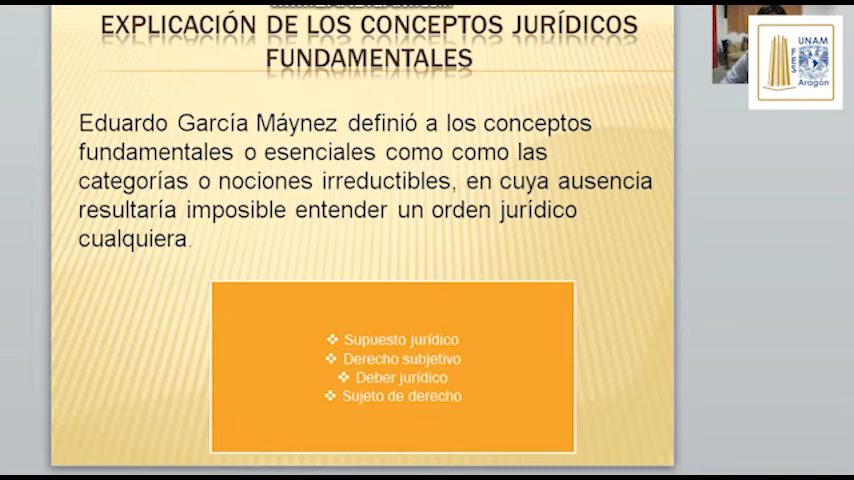 EXPLICACIÓN DE LOS CONCEPTOS JURÍDICOS
FUNDAMENTALES
Eduardo García Máynez definió a los conceptos
fundamentales o esenciales como como las
categorías o nociones irreductibles, en cuya ausencia
resultaría imposible entender un orden jurídico
cualquiera.
❖ Supuesto jurídico
❖ Derecho subjetivo
❖ Deber jurídico
❖ Sujeto de derecho
UNAM
FES
Aragón